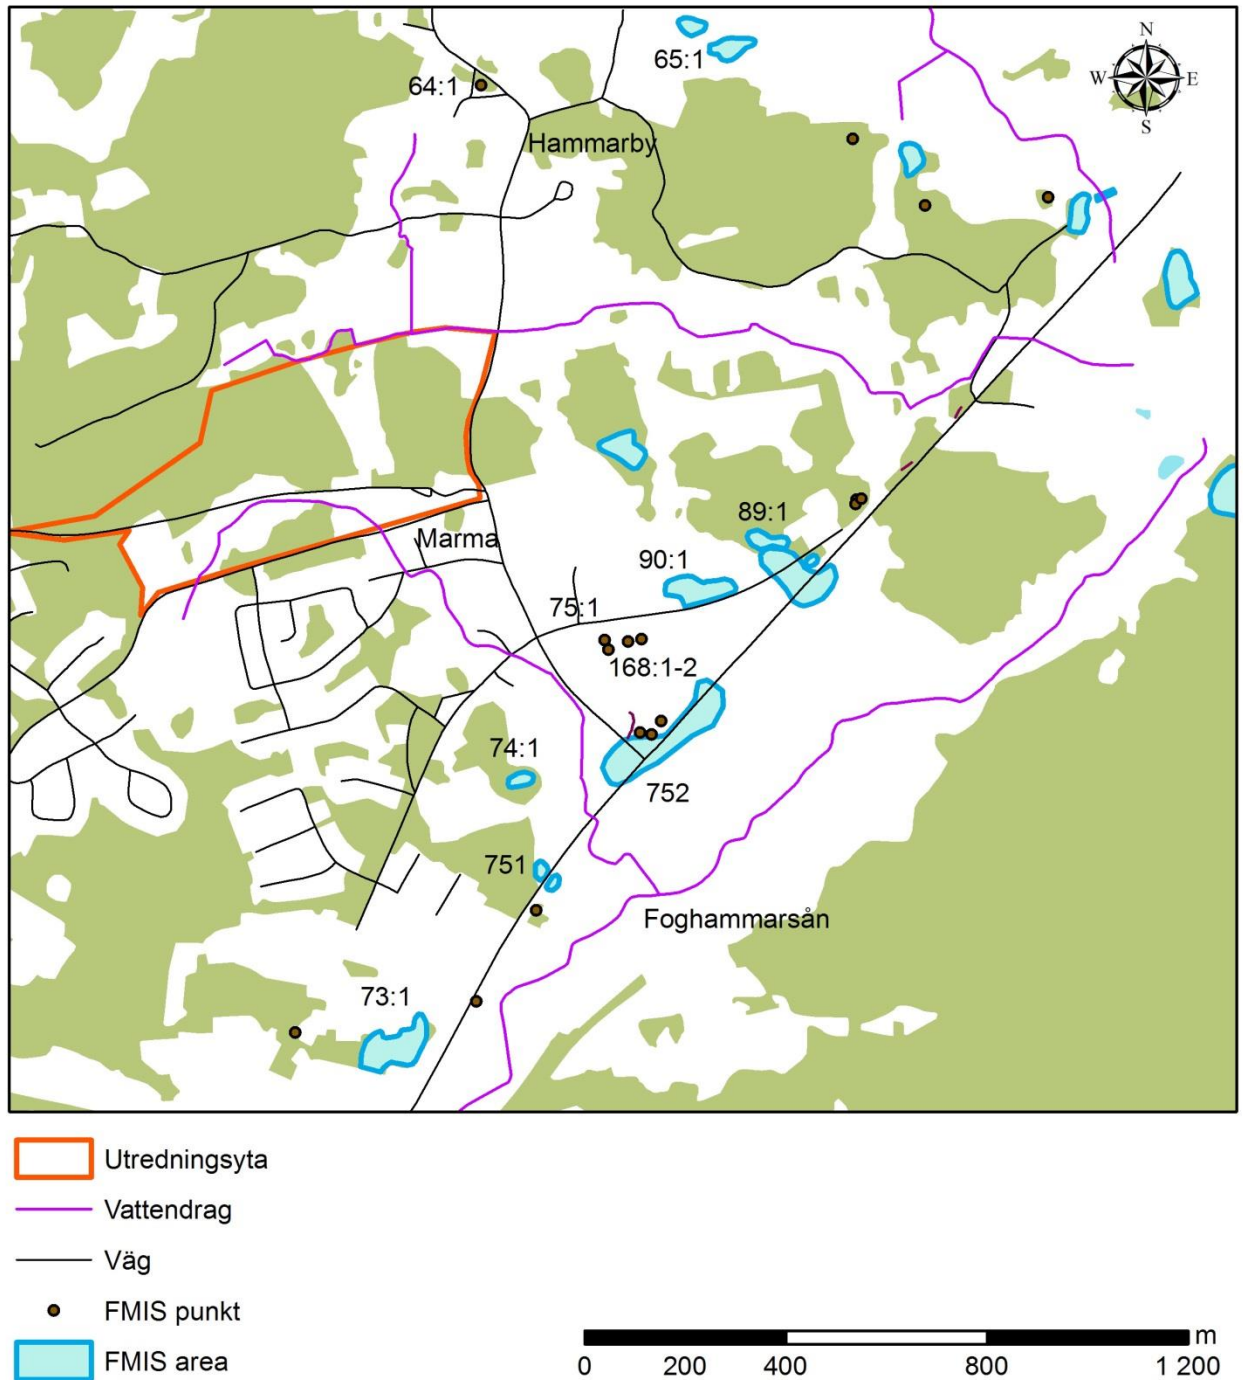 65:1
N
64:1
W E
S
Hammarby
89:1
Marma
90:1
75:1
168:1-2
74:1
752
751
Foghammarsån
73:1
Utredningsyta
Vattendrag
Väg
FMIS punkt
FMIS area
m
0 200 400 800 1 200